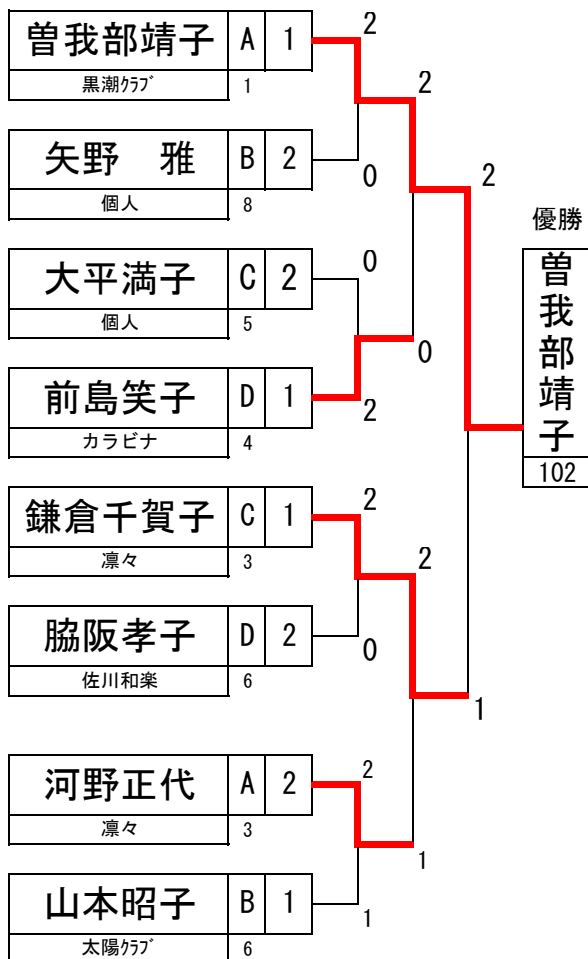 曽我部靖子 A 1
黒潮ｸﾗﾌﾞ 1
2
2
矢野　雅 B 2
個人 8
0
2
大平満子 C 2
個人 5
0
0
前島笑子 D 1
カラビナ 4
2
優勝
曽我部靖子
102
鎌倉千賀子 C 1
凛々 3
2
2
脇阪孝子 D 2
佐川和楽 6
0
1
河野正代 A 2
凛々 3
2
1
山本昭子 B 1
太陽ｸﾗﾌﾞ 6
1